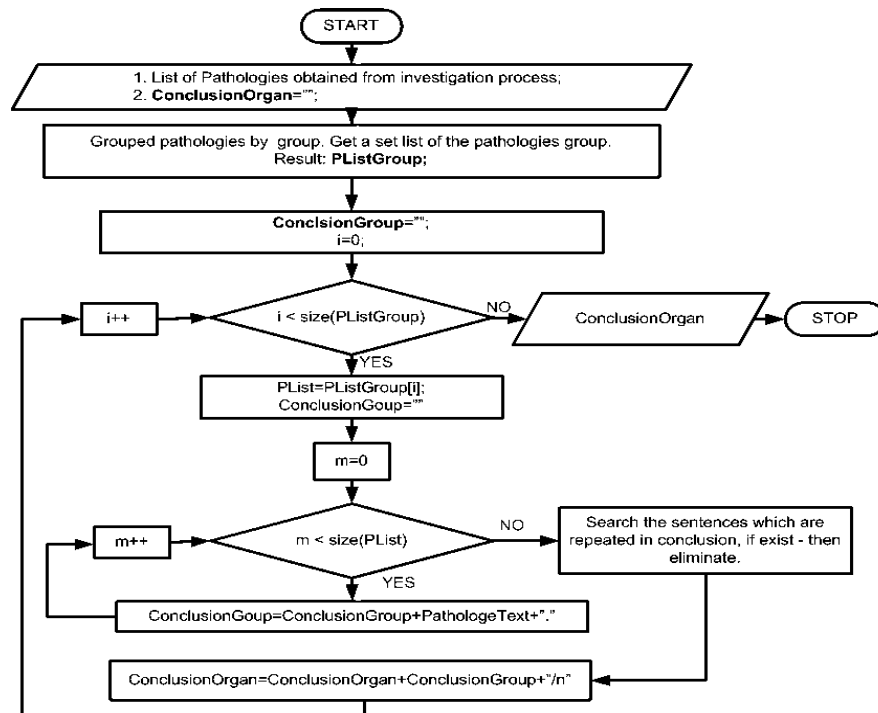 START
1. List of Pathologies obtained from investigation process;
2. ConclusionOrgan="";
Grouped pathologies by group. Get a set list of the pathologies group.
Result: PListGroup;
ConclsionGroup="";
i=0;
i++
i < size(PListGroup)
NO
ConclusionOrgan
STOP
YES
PList=PListGroup[i];
ConclusionGoup=""
m=0
m++
m < size(PList)
NO
Search the sentences which are
repeated in conclusion, if exist - then
eliminate.
YES
ConclusionGoup=ConclusionGroup+PathologeText+"."
ConclusionOrgan=ConclusionOrgan+ConclusionGroup+"/n"